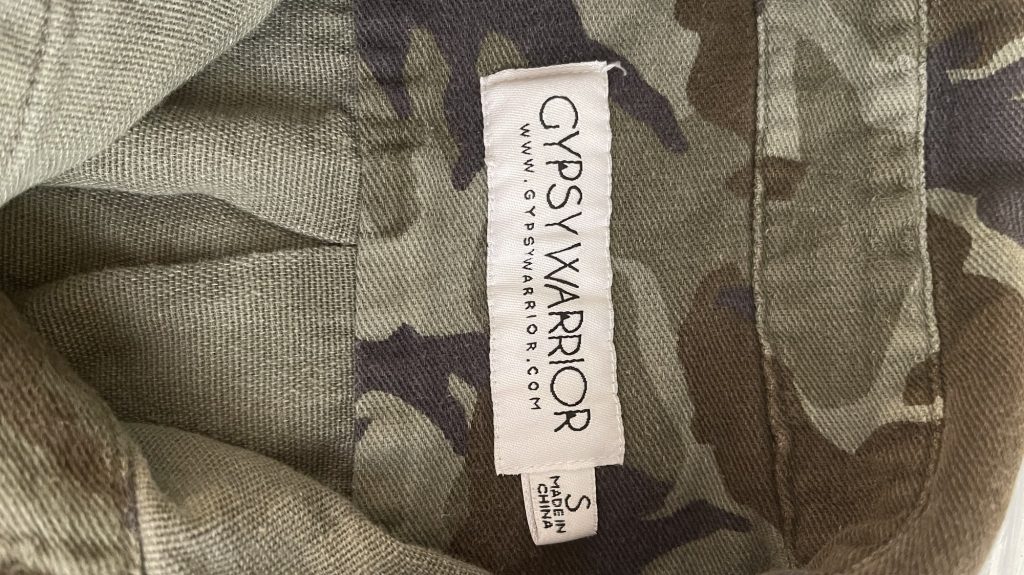 GYPSY WARRIOR
WWW.GYPSYWARRIOR.COM
S
MADE IN
CHINA